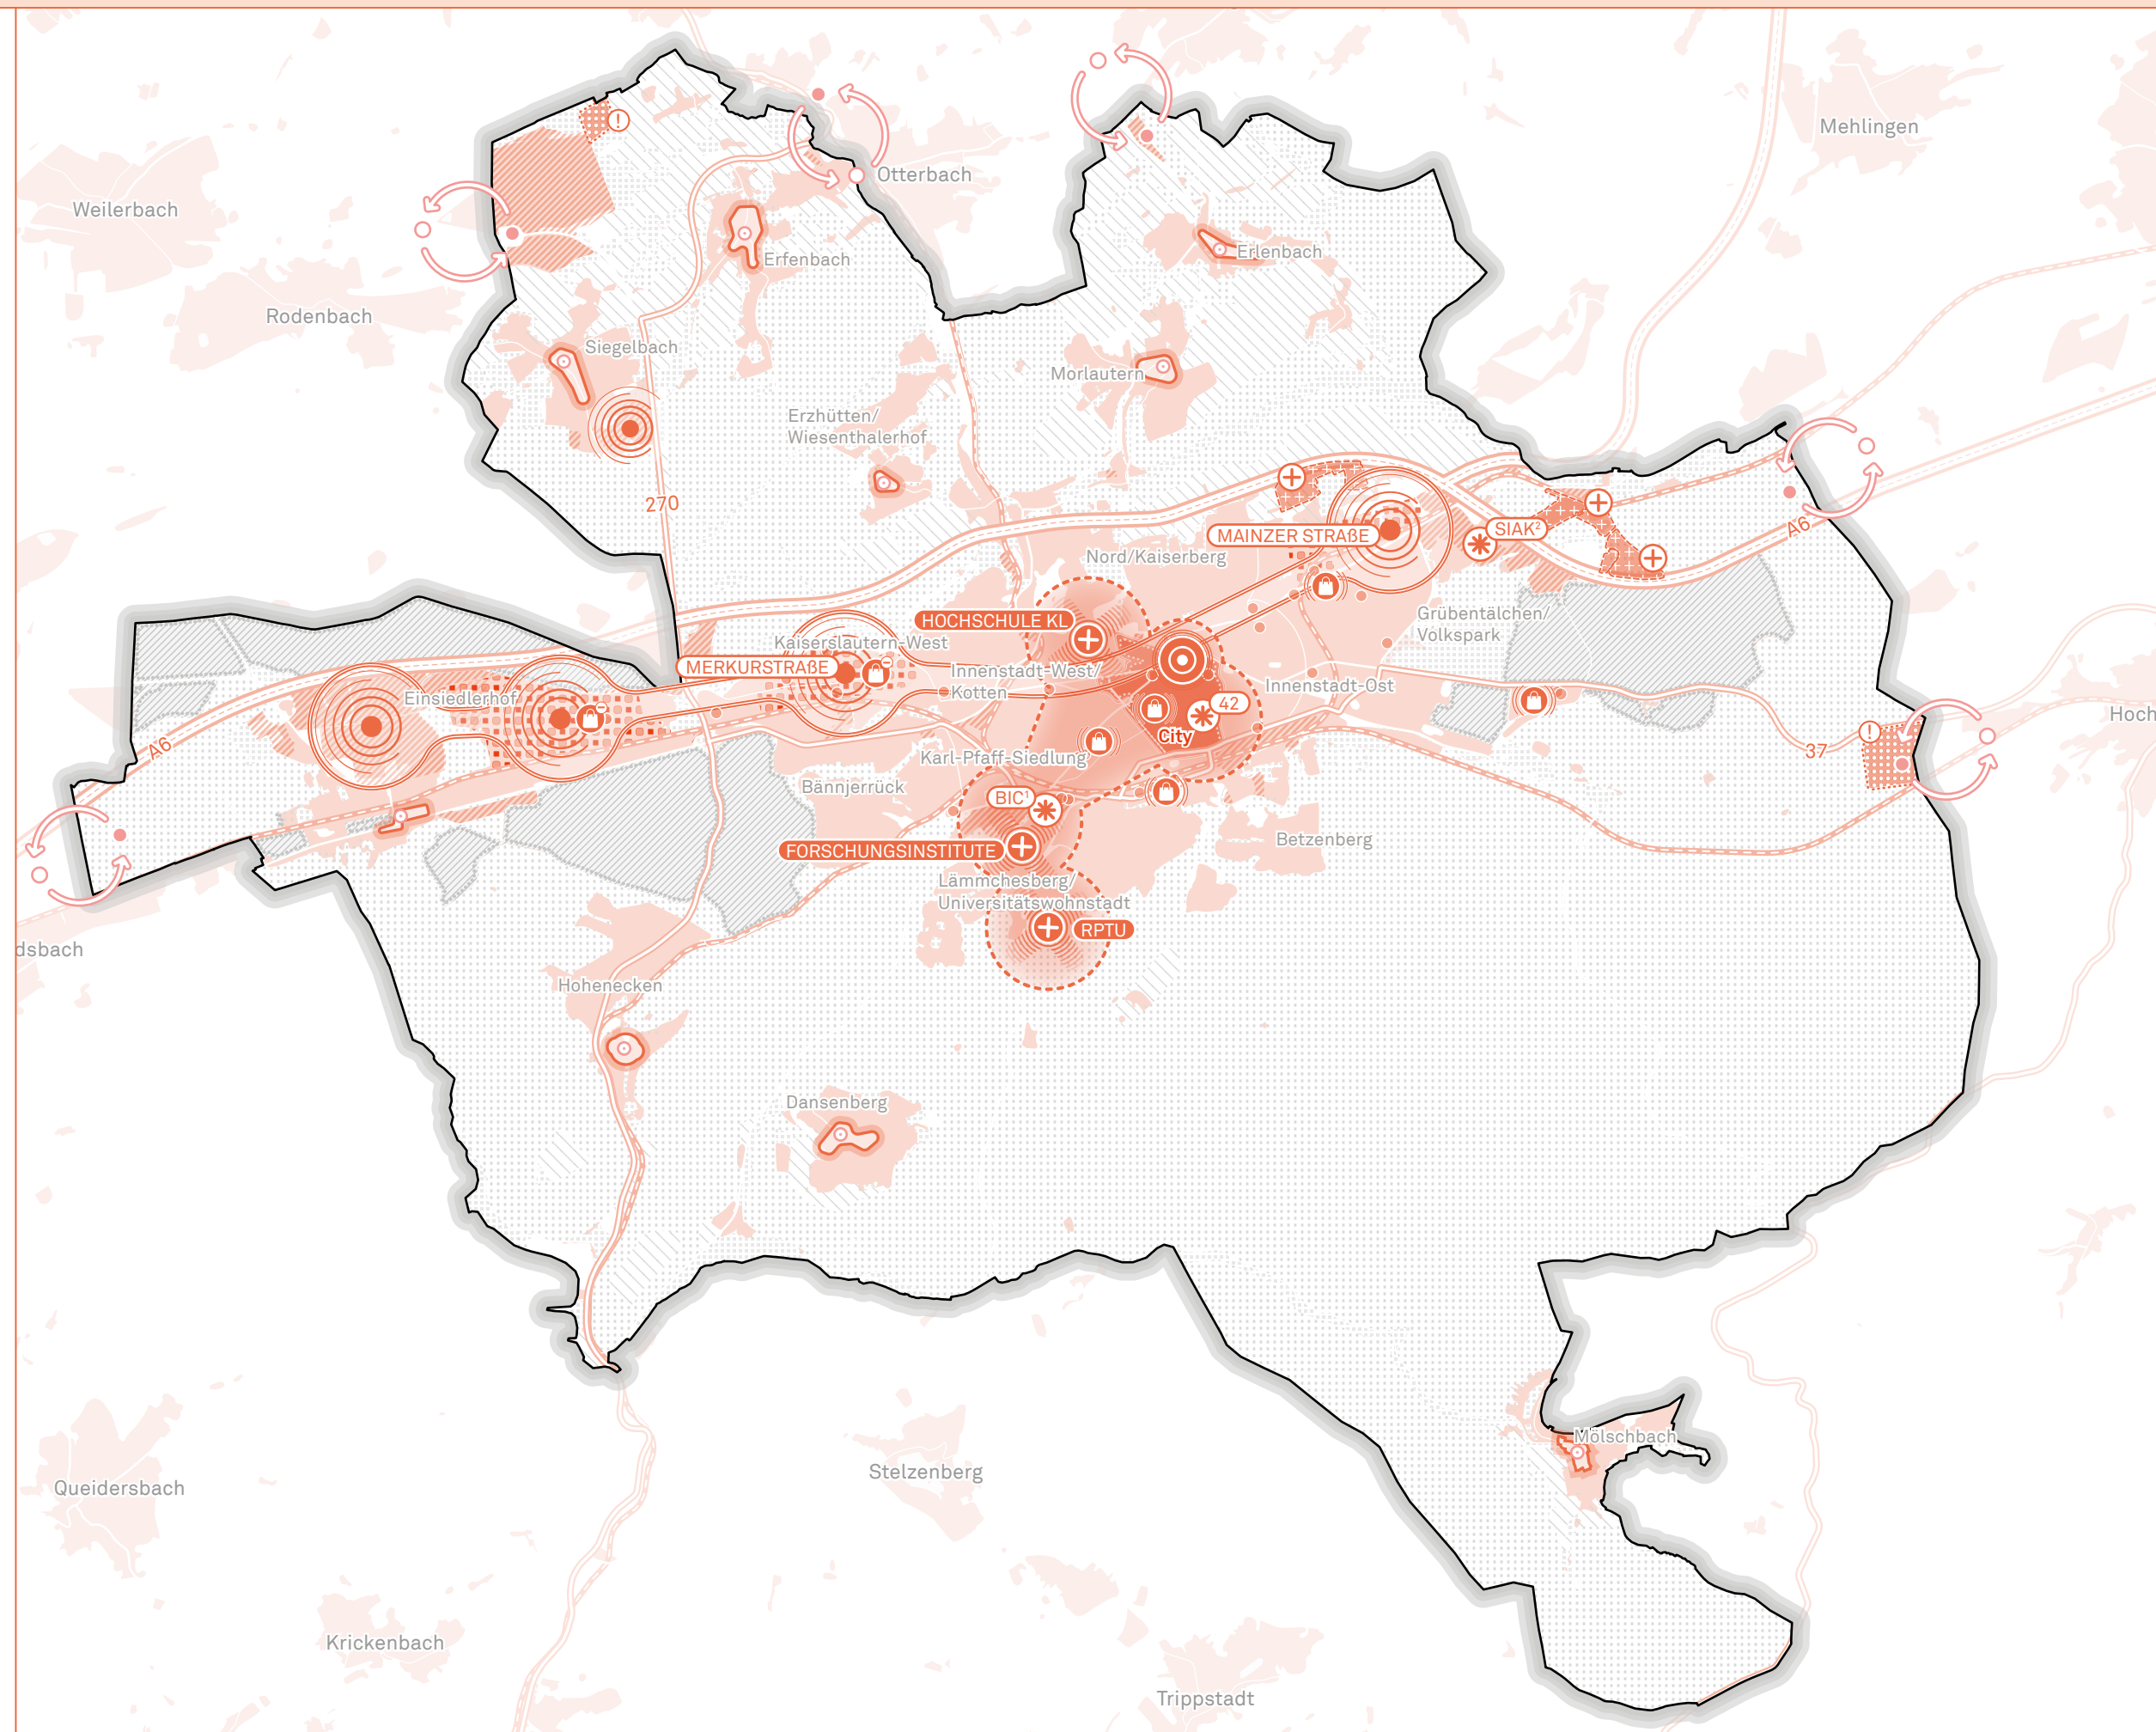 Mehlingen
Otterbach
Weilerbach
Erlenbach
Erfenbach
Rodenbach
Siegelbach
Morlautern
Erzhütten/
Wiesenthalerhof
270
A6
SIAK²
MAINZER STRAßE
Nord/Kaiserberg
Grübentälchen/
Volkspark
HOCHSCHULE KL
Kaiserslautern-West
MERKURSTRAßE
Innenstadt-West/
Kotten
Innenstadt-Ost
Einsiedlerhof
42
City
Hoch
A6
37
Karl-Pfaff-Siedlung
Bännjerrück
BIC¹
Betzenberg
FORSCHUNGSINSTITUTE
Lämmchesberg/
Universitätswohnstadt
RPTU
dsbach
Hohenecken
Dansenberg
Mölschbach
Stelzenberg
Queidersbach
Krickenbach
Trippstadt